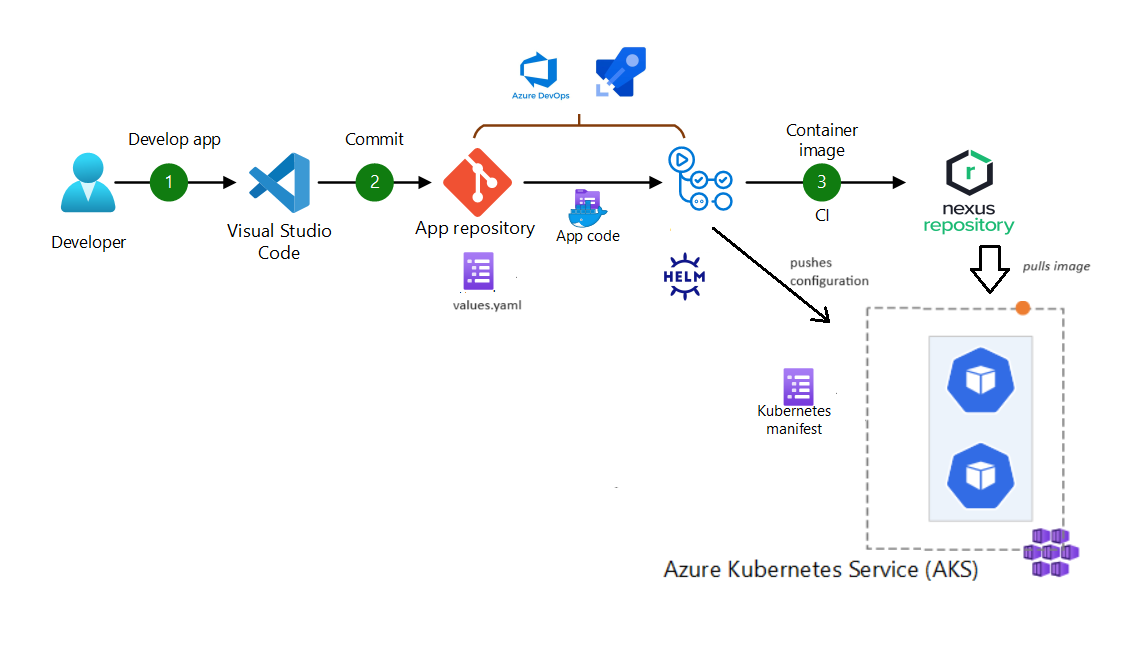 Azure DevOps
Develop app
1
Commit
2
Container
image
3
CI
Developer
Visual Studio
Code
App repository
values.yaml
App code
HELM
r
nexus
repository
pushes
configuration
pulls image
Kubernetes
manifest
Azure Kubernetes Service (AKS)